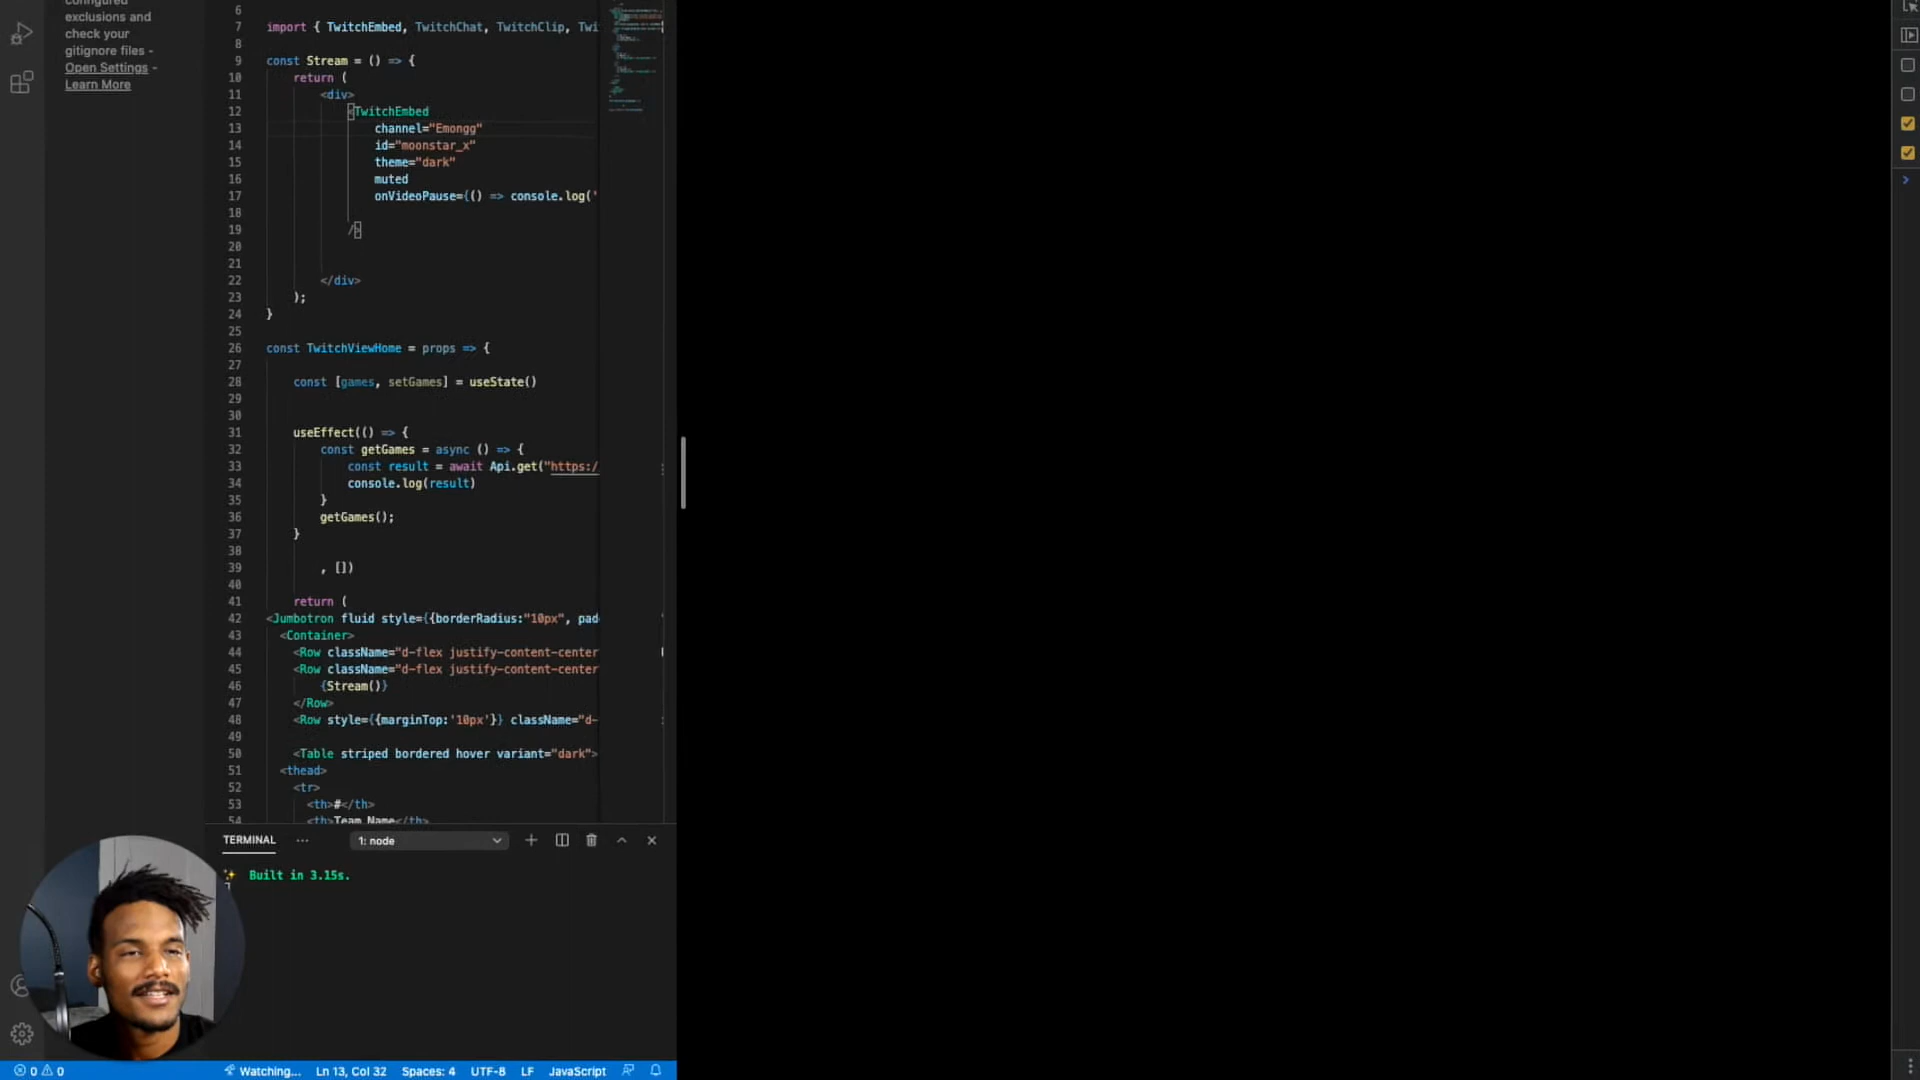 configured
exclusions and
check your
gitignore files -
Open Settings -
Learn More
6
7 import { TwitchEmbed, TwitchChat, TwitchClip, Twi
8
9 const Stream = () => {
10 return (
11 <div>
12 <TwitchEmbed
13 channel="Emongg"
14 id="moonstar_x"
15 theme="dark"
16 muted
17 onVideoPause={() => console.log('
18
19 />
20
21
22 </div>
23 );
24 }
25
26 const TwitchViewHome = props => {
27
28 const [games, setGames] = useState()
29
30
31 useEffect(() => {
32 const getGames = async () => {
33 const result = await Api.get("https:/
34 console.log(result)
35 }
36 getGames();
37 }
38
39 , [])
40
41 return (
42 <Jumbotron fluid style={{borderRadius:"10px", pad
43 <Container>
44 <Row className="d-flex justify-content-center
45 <Row className="d-flex justify-content-center
46 {Stream()}
47 </Row>
48 <Row style={{marginTop:'10px'}} className="d-
49
50 <Table striped bordered hover variant="dark">
51 <thead>
52 <tr>
53 <th>#</th>
54 <th>Team Name</th>
TERMINAL ... 1: node
✨ Built in 3.15s.
0 0 Watching... Ln 13, Col 32 Spaces: 4 UTF-8 LF JavaScript